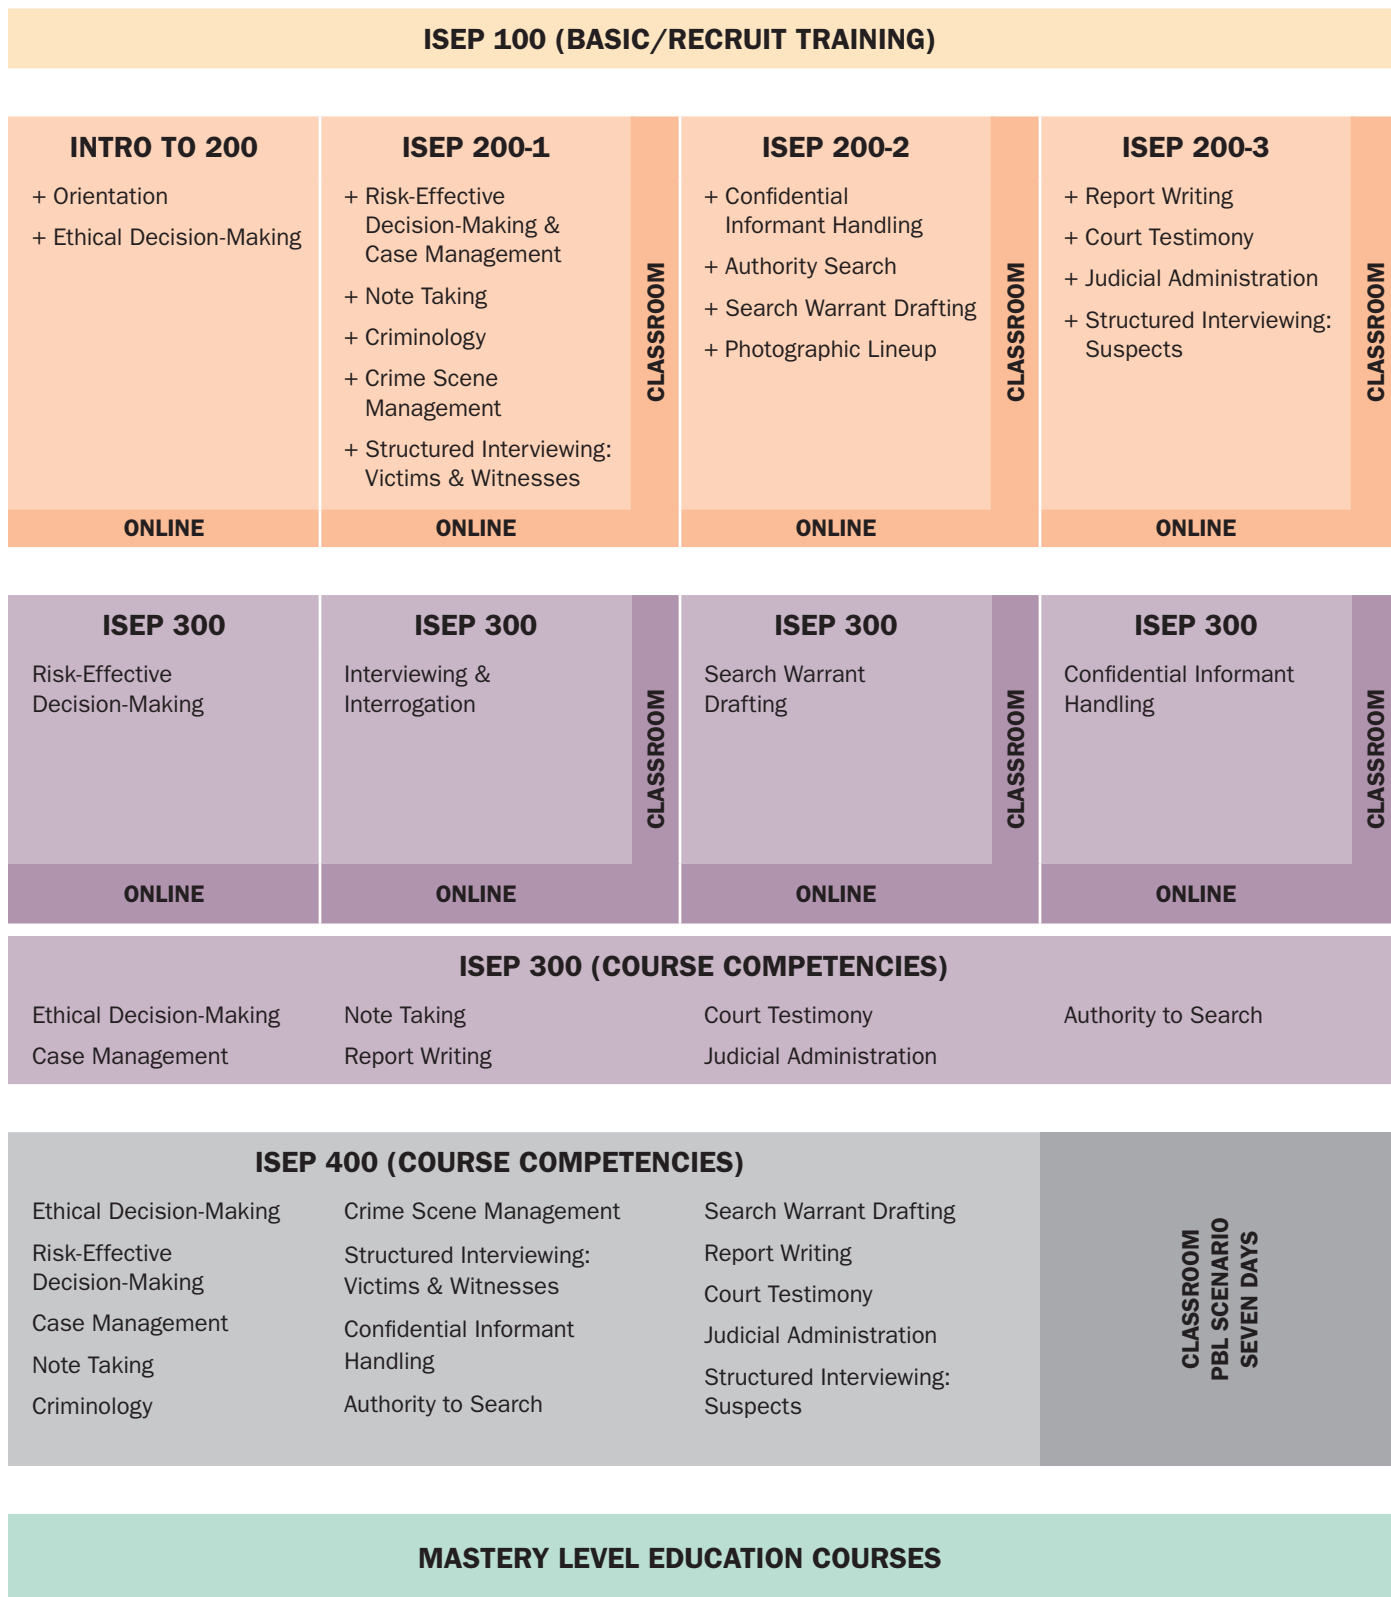 ISEP 100 (BASIC/RECRUIT TRAINING)
INTRO TO 200
+ Orientation
+ Ethical Decision-Making
ONLINE
ISEP 200-1
+ Risk-Effective
Decision-Making &
Case Management
+ Note Taking
+ Criminology
+ Crime Scene
Management
+ Structured Interviewing:
Victims & Witnesses
CLASSROOM
ONLINE
ISEP 200-2
+ Confidential
Informant Handling
+ Authority Search
+ Search Warrant Drafting
+ Photographic Lineup
CLASSROOM
ONLINE
ISEP 200-3
+ Report Writing
+ Court Testimony
+ Judicial Administration
+ Structured Interviewing:
Suspects
CLASSROOM
ONLINE
ISEP 300
Risk-Effective
Decision-Making
ONLINE
ISEP 300
Interviewing &
Interrogation
CLASSROOM
ONLINE
ISEP 300
Search Warrant
Drafting
CLASSROOM
ONLINE
ISEP 300
Confidential Informant
Handling
CLASSROOM
ONLINE
ISEP 300 (COURSE COMPETENCIES)
Ethical Decision-Making
Case Management
Note Taking
Report Writing
Court Testimony
Judicial Administration
Authority to Search
ISEP 400 (COURSE COMPETENCIES)
Ethical Decision-Making
Risk-Effective
Decision-Making
Case Management
Note Taking
Criminology
Crime Scene Management
Structured Interviewing:
Victims & Witnesses
Confidential Informant
Handling
Authority to Search
Search Warrant Drafting
Report Writing
Court Testimony
Judicial Administration
Structured Interviewing:
Suspects
CLASSROOM
PBL SCENARIO
SEVEN DAYS
MASTERY LEVEL EDUCATION COURSES